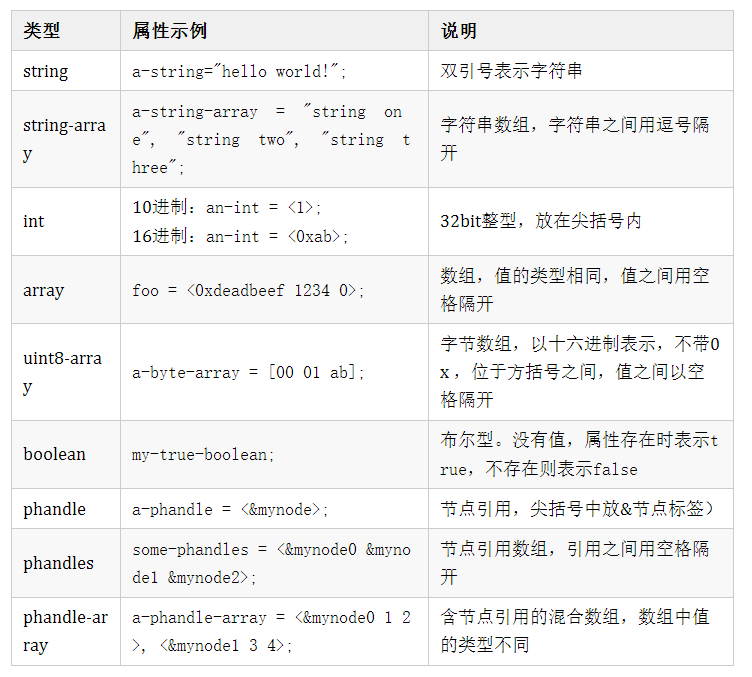 类型 属性示例 说明
string a-string="hello world!"; 双引号表示字符串
string-arra
y
a-string-array = "string on
e", "string two", "string t
hree";
字符串数组，字符串之间用逗号隔
开
int
10进制：an-int = <1>;
16进制：an-int = <0xab>;
32bit整型，放在尖括号内
array foo = <0xdeadbeef 1234 0>;
数组，值的类型相同，值之间用空
格隔开
uint8-arra
y
a-byte-array = [00 01 ab];
字节数组，以十六进制表示，不带0
x ，位于方括号之间，值之间以空
格隔开
boolean my-true-boolean;
布尔型。没有值，属性存在时表示t
rue，不存在则表示false
phandle a-phandle = <&mynode>; 节点引用，尖括号中放&节点标签）
phandles
some-phandles = <&mynode0 &myno
de1 &mynode2>;
节点引用数组，引用之间用空格隔
开
phandle-ar
ray
a-phandle-array = <&mynode0 1 2
>, <&mynode1 3 4>;
含节点引用的混合数组，数组中值
的类型不同